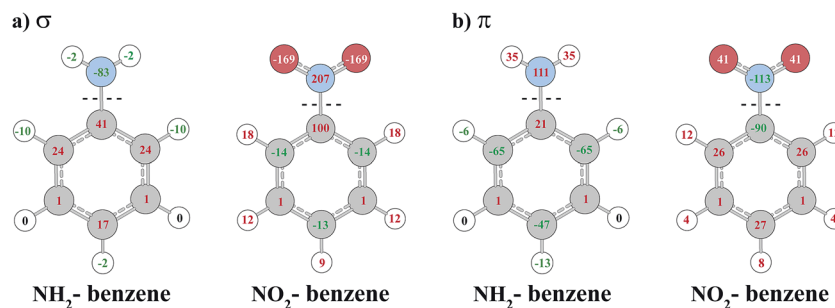 a) σ
b) π
-2 -2
-83
-10 41 -10
24 24
1 1
0 17 0
-2
NH2- benzene
-169 -169
207
18 100 18
-14 -14
1 1
12 -13 12
9
NO2- benzene
35 35
111
-6 21 -6
-65 -65
1 1
0 -47 0
-13
NH2- benzene
41 41
-113
12 -90
26 26
1 1
4 27 4
8
NO2- benzene